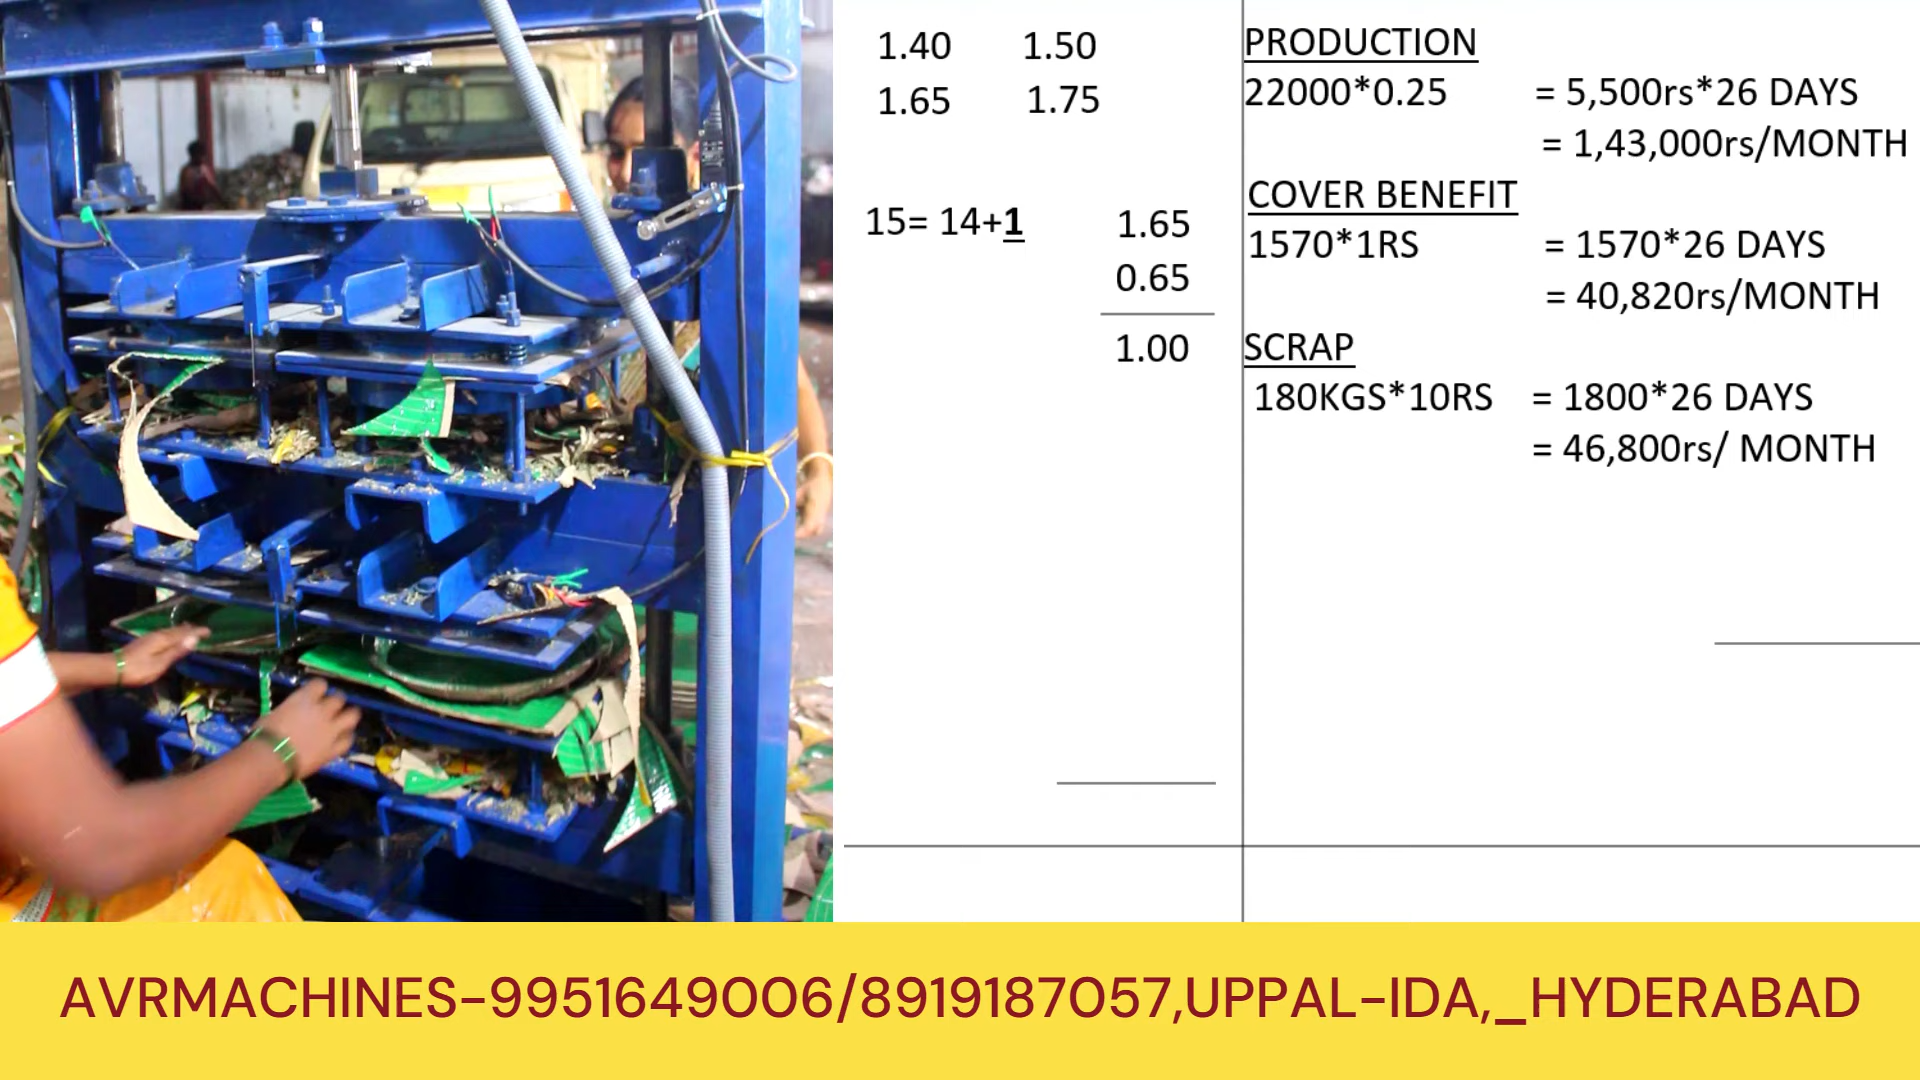 1.40 1.50
1.65 1.75
15= 14+1
1.65
0.65
1.00
PRODUCTION
22000*0.25 = 5,500rs*26 DAYS
= 1,43,000rs/MONTH
COVER BENEFIT
1570*1RS = 1570*26 DAYS
= 40,820rs/MONTH
SCRAP
180KGS*10RS = 1800*26 DAYS
= 46,800rs/ MONTH
AVRMACHINES-9951649006/8919187057,UPPAL-IDA,_HYDERABAD